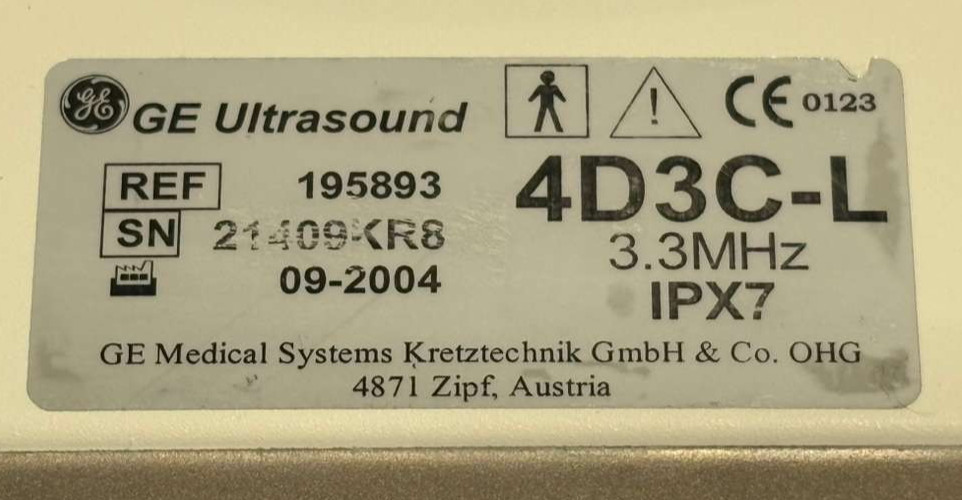 GE GE Ultrasound
! CE 0123
REF 195893
4D3C-L
SN 21409KR8
3.3MHz
09-2004
IPX7
GE Medical Systems Kretztechnik GmbH & Co. OHG
4871 Zipf, Austria